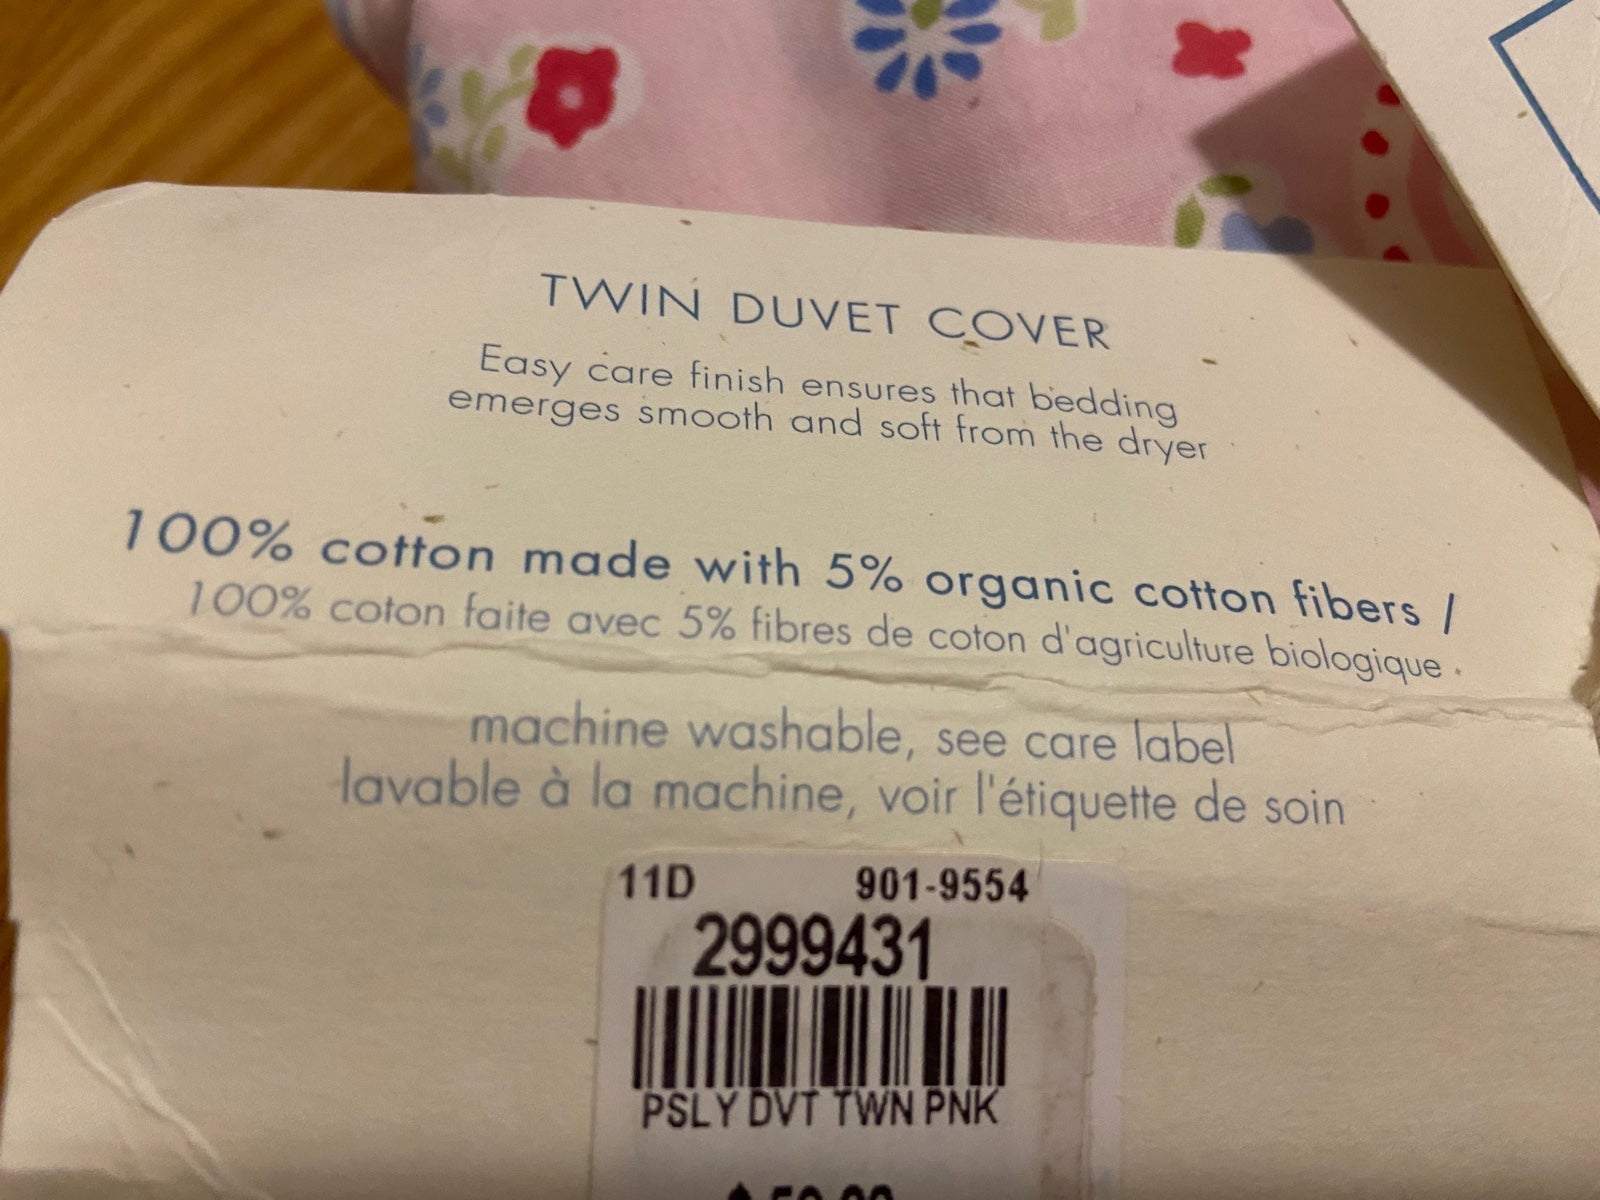 TWIN DUVET COVER
Easy care finish ensures that bedding
emerges smooth and soft from the dryer
100% cotton made with 5% organic cotton fibers /
100% coton faite avec 5% fibres de coton d'agriculture biologique
machine washable, see care label
lavable à la machine, voir l'étiquette de soin
11D 901-9554
2999431
PSLY DVT TWN PNK